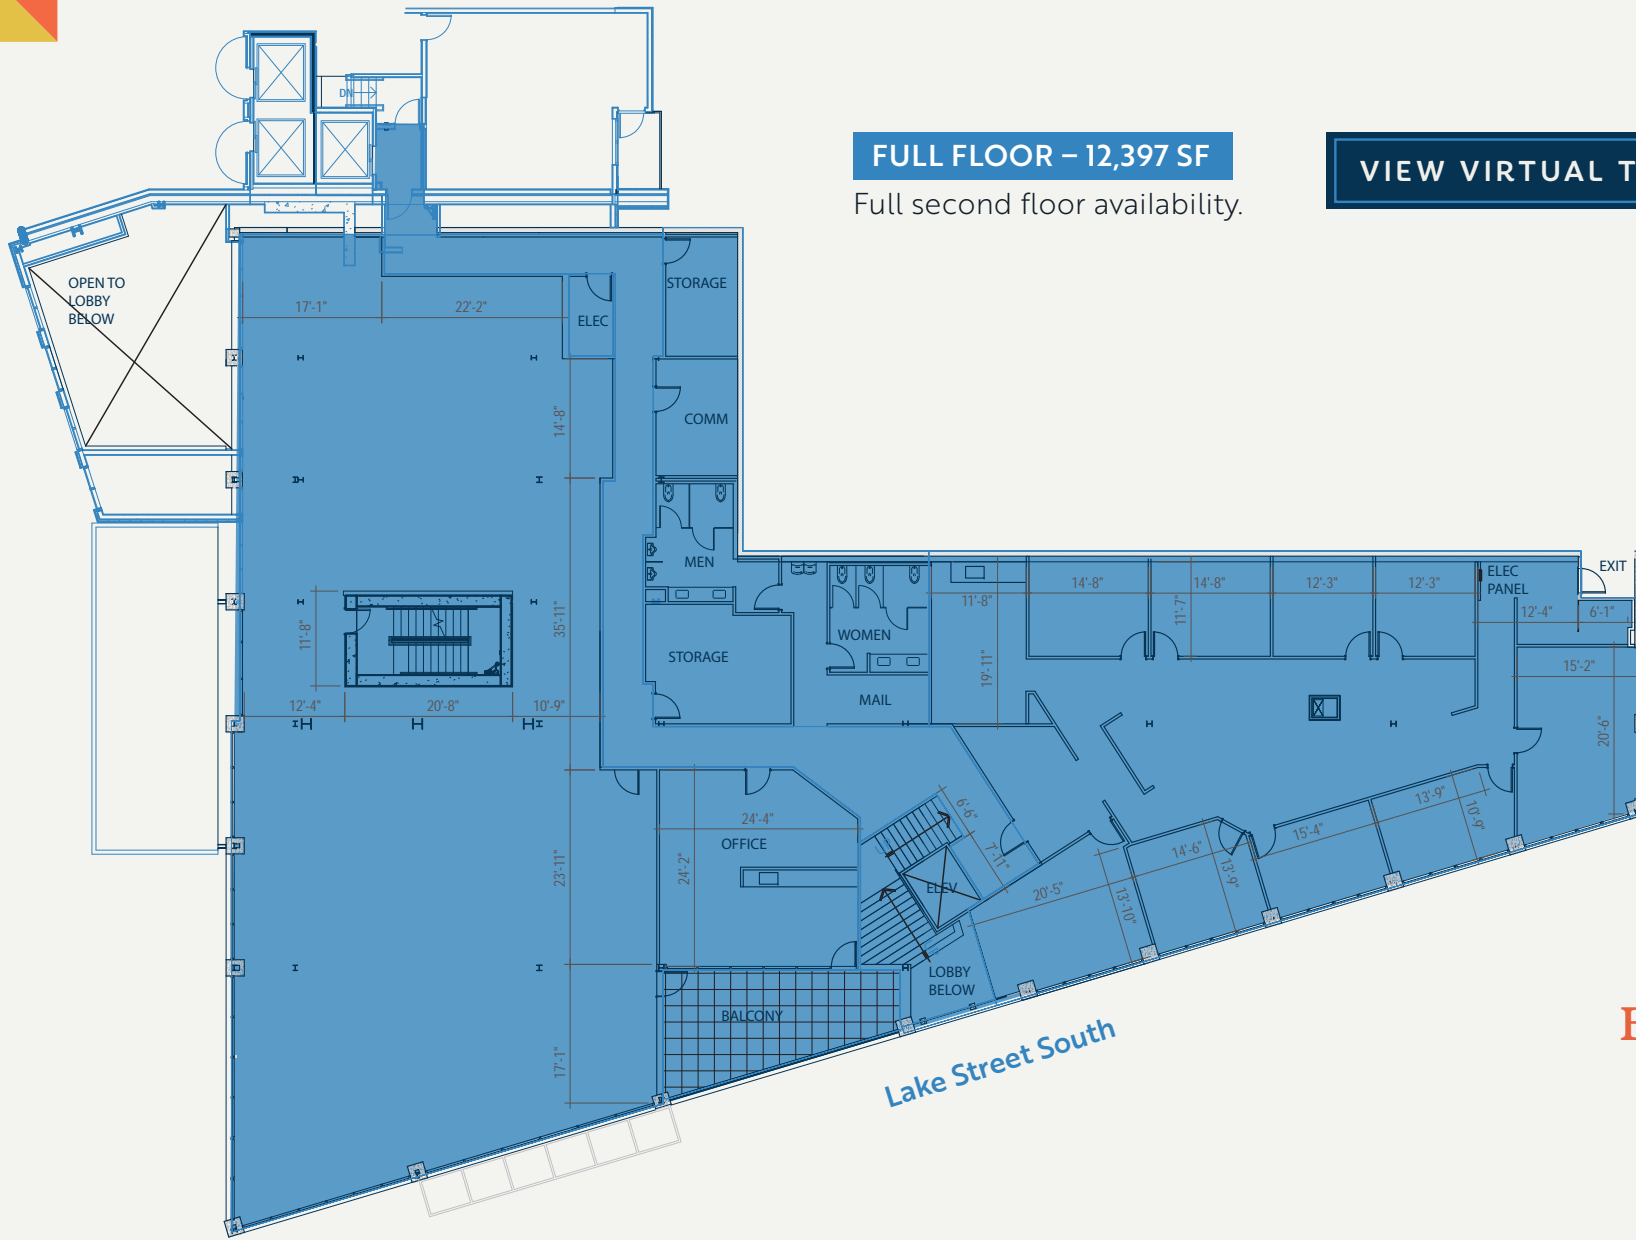 DN
FULL FLOOR – 12,397 SF
Full second floor availability.
VIEW VIRTUAL T
OPEN TO
LOBBY
BELOW
17'-1"
22'-2"
ELEC
STORAGE
14'-8"
COMM
MEN
35'-11"
11'-8"
STORAGE
WOMEN
MAIL
12'-4"
20'-8"
10'-9"
11'-8"
19'-11"
14'-8"
11'-7"
14'-8"
12'-3"
12'-3"
ELEC
PANEL
EXIT
12'-4"
6'-1"
15'-2"
20'-6"
24'-4"
OFFICE
24'-2"
23'-11"
6'-6"
7'-11"
ELEV
20'-5"
13'-10"
14'-6"
13'-9"
15'-4"
13'-9"
10'-9"
LOBBY
BELOW
BALCONY
17'-1"
Lake Street South